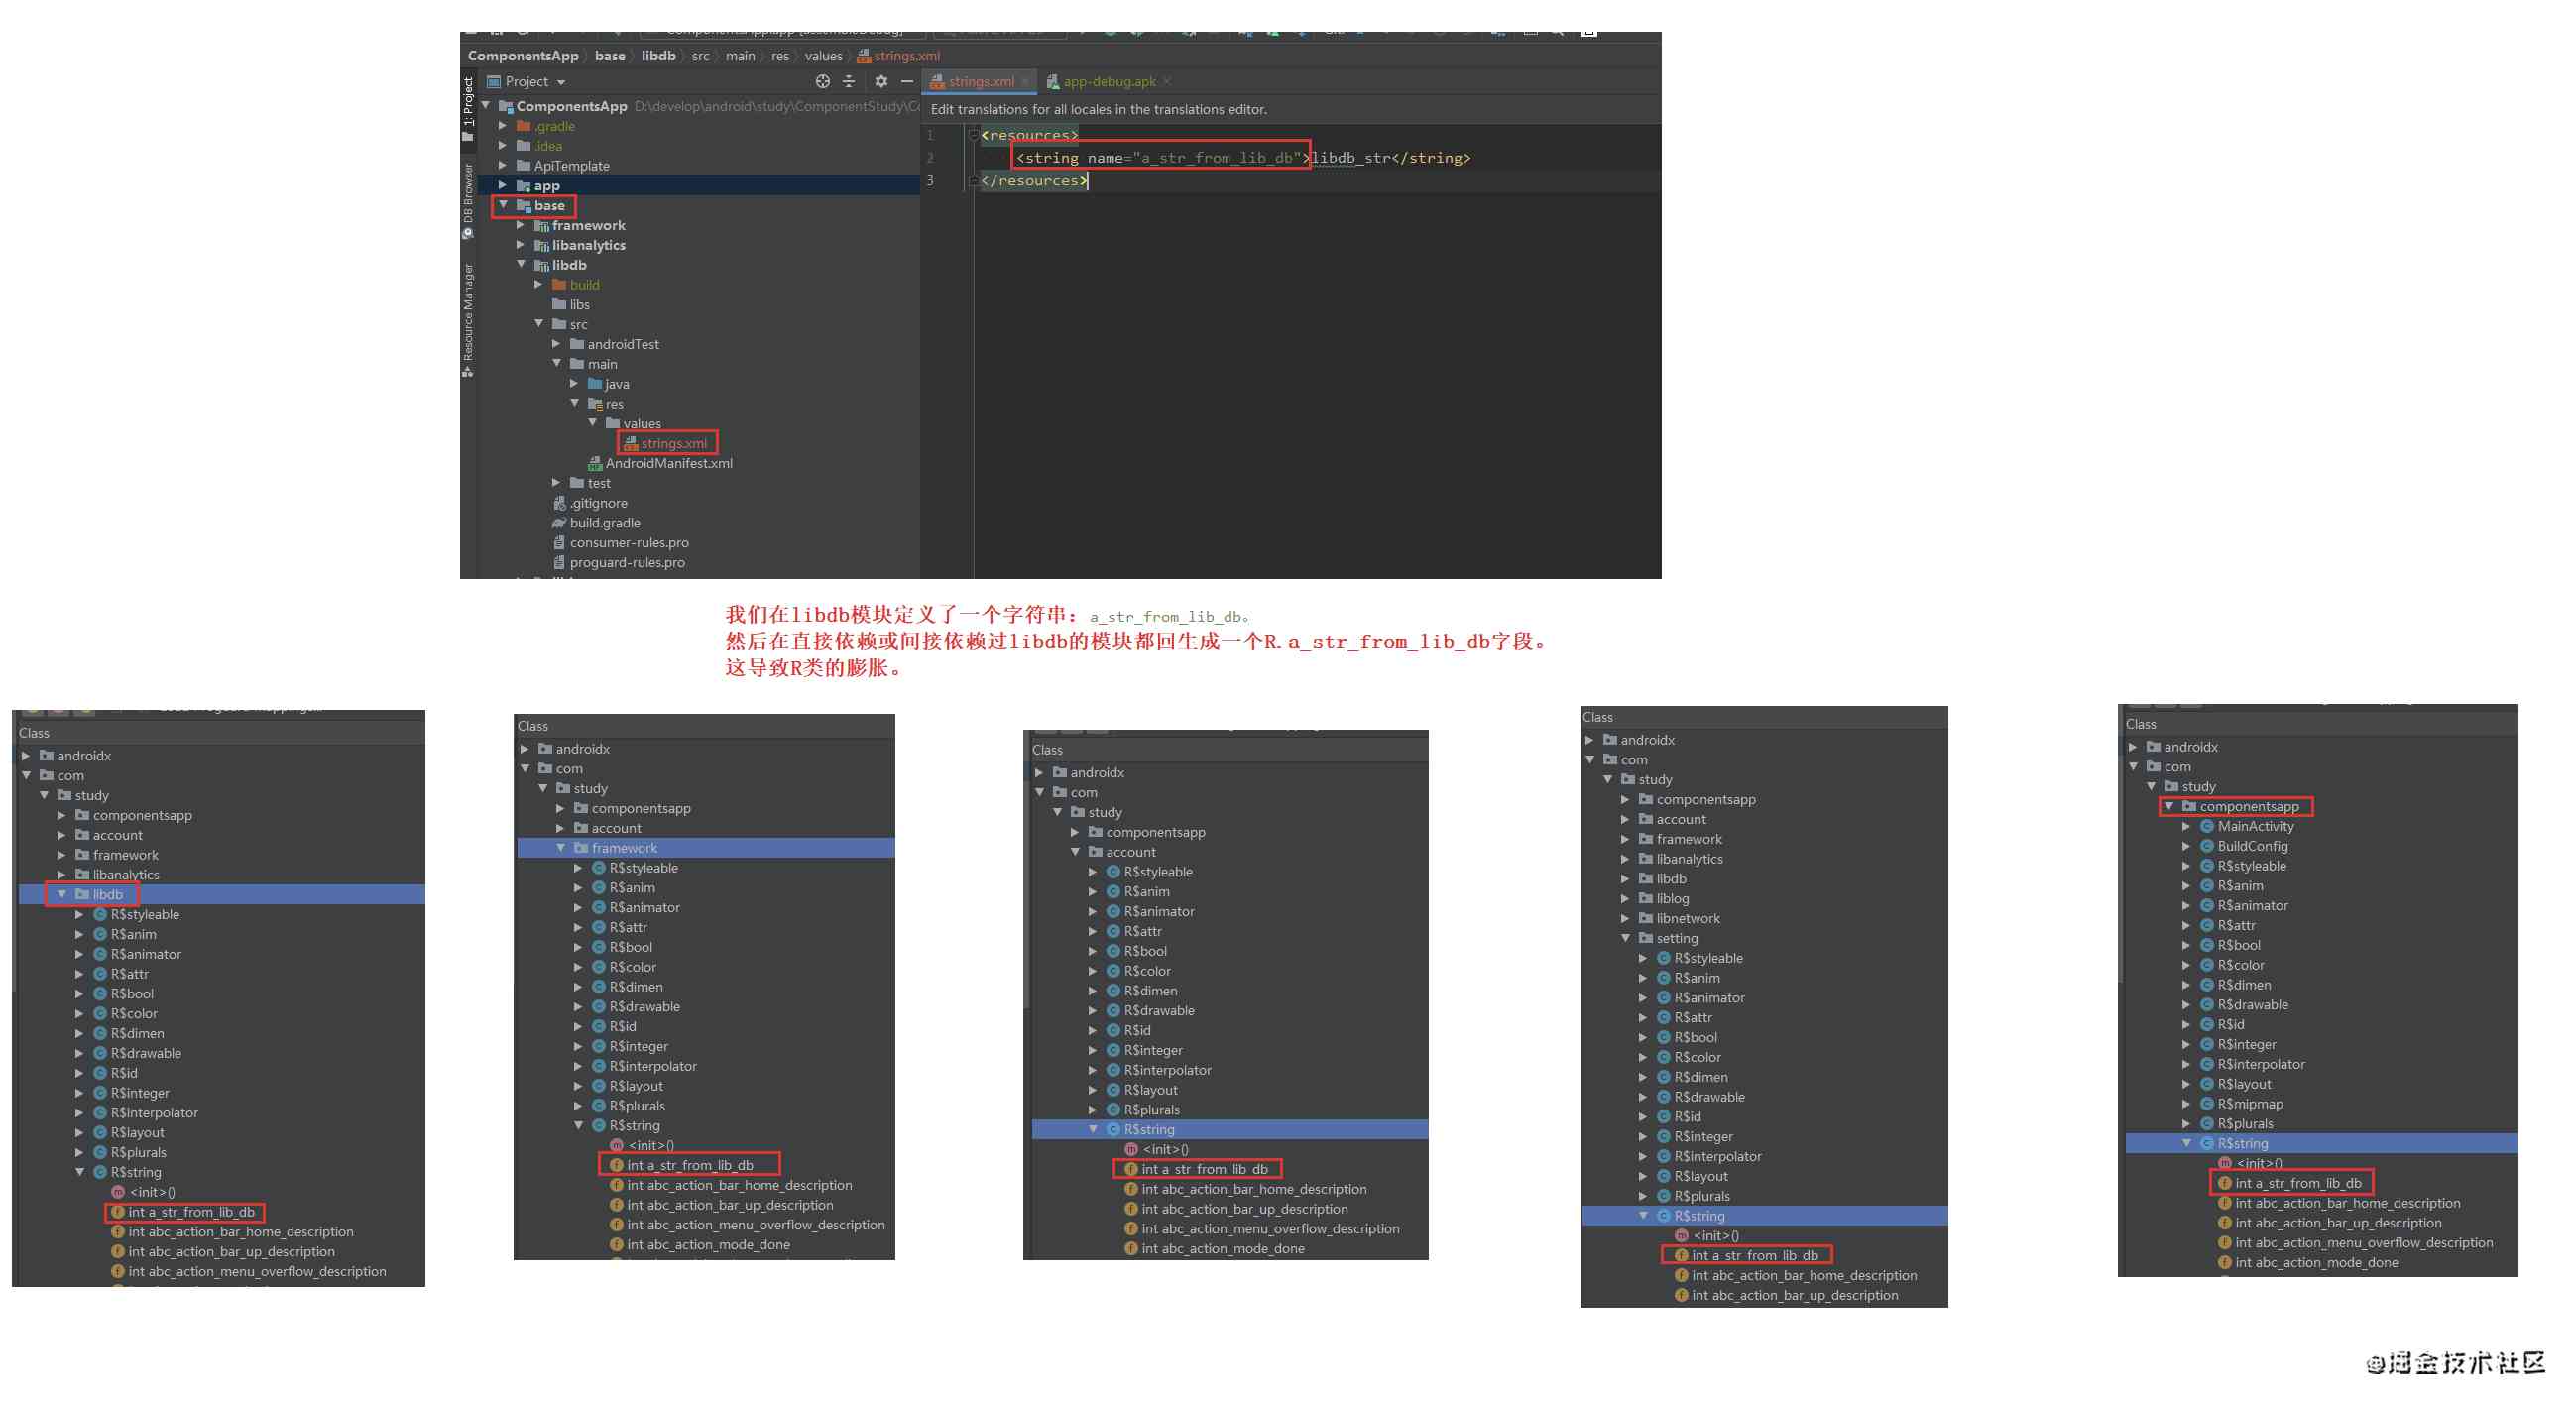 ComponentsApp base libdb src main res values strings.xml
Project
strings.xml app-debug.apk
1: Project
DB Browser
Resource Manager
ComponentsApp D:\develop\android\study\ComponentStudy\Co
.gradle
.idea
ApiTemplate
app
base
framework
libanalytics
libdb
build
libs
src
androidTest
main
java
res
values
strings.xml
AndroidManifest.xml
test
.gitignore
build.gradle
consumer-rules.pro
proguard-rules.pro
Edit translations for all locales in the translations editor.
1 <resources>
2 <string name="a_str_from_lib_db">libdb_str</string>
3 </resources>
我们在libdb模块定义了一个字符串：a_str_from_lib_db。
然后在直接依赖或间接依赖过libdb的模块都回生成一个R.a_str_from_lib_db字段。
这导致R类的膨胀。
Class
androidx
com
study
componentsapp
account
framework
libanalytics
libdb
R$styleable
R$anim
R$animator
R$attr
R$bool
R$color
R$dimen
R$drawable
R$id
R$integer
R$interpolator
R$layout
R$plurals
R$string
<init>()
int a_str_from_lib_db
int abc_action_bar_home_description
int abc_action_bar_up_description
int abc_action_menu_overflow_description
Class
androidx
com
study
componentsapp
account
framework
R$styleable
R$anim
R$animator
R$attr
R$bool
R$color
R$dimen
R$drawable
R$id
R$integer
R$interpolator
R$layout
R$plurals
R$string
<init>()
int a_str_from_lib_db
int abc_action_bar_home_description
int abc_action_bar_up_description
int abc_action_menu_overflow_description
int abc_action_mode_done
Class
androidx
com
study
componentsapp
account
R$styleable
R$anim
R$animator
R$attr
R$bool
R$color
R$dimen
R$drawable
R$id
R$integer
R$interpolator
R$layout
R$plurals
R$string
<init>()
int a_str_from_lib_db
int abc_action_bar_home_description
int abc_action_bar_up_description
int abc_action_menu_overflow_description
int abc_action_mode_done
Class
androidx
com
study
componentsapp
account
framework
libanalytics
libdb
liblog
libnetwork
setting
R$styleable
R$anim
R$animator
R$attr
R$bool
R$color
R$dimen
R$drawable
R$id
R$integer
R$interpolator
R$layout
R$plurals
R$string
<init>()
int a_str_from_lib_db
int abc_action_bar_home_description
int abc_action_bar_up_description
Class
androidx
com
study
componentsapp
MainActivity
BuildConfig
R$styleable
R$anim
R$animator
R$attr
R$bool
R$color
R$dimen
R$drawable
R$id
R$integer
R$interpolator
R$layout
R$mipmap
R$plurals
R$string
<init>()
int a_str_from_lib_db
int abc_action_bar_home_description
int abc_action_bar_up_description
int abc_action_menu_overflow_description
int abc_action_mode_done
@掘金技术社区